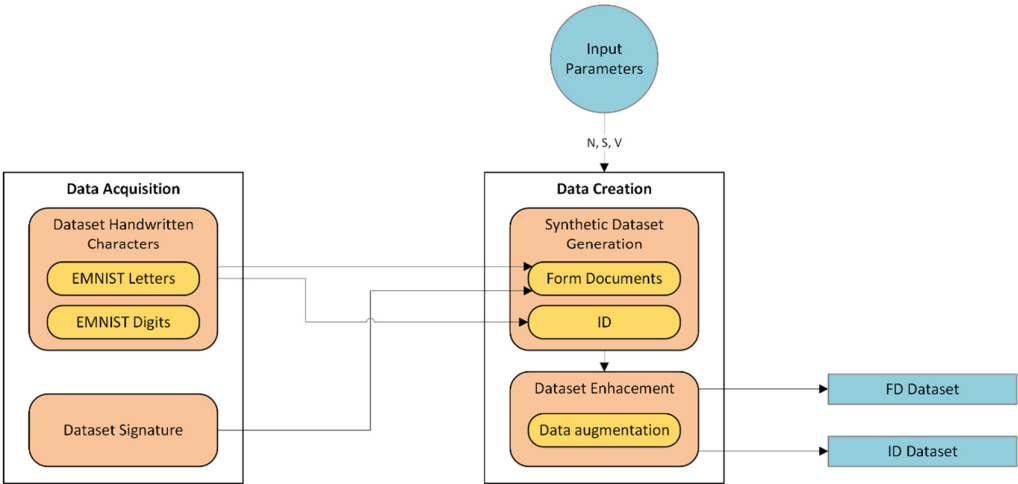 Input
Parameters
N, S, V
Data Acquisition
Dataset Handwritten
Characters
EMNIST Letters
EMNIST Digits
Dataset Signature
Data Creation
Synthetic Dataset
Generation
Form Documents
ID
Dataset Enhacement
Data augmentation
FD Dataset
ID Dataset